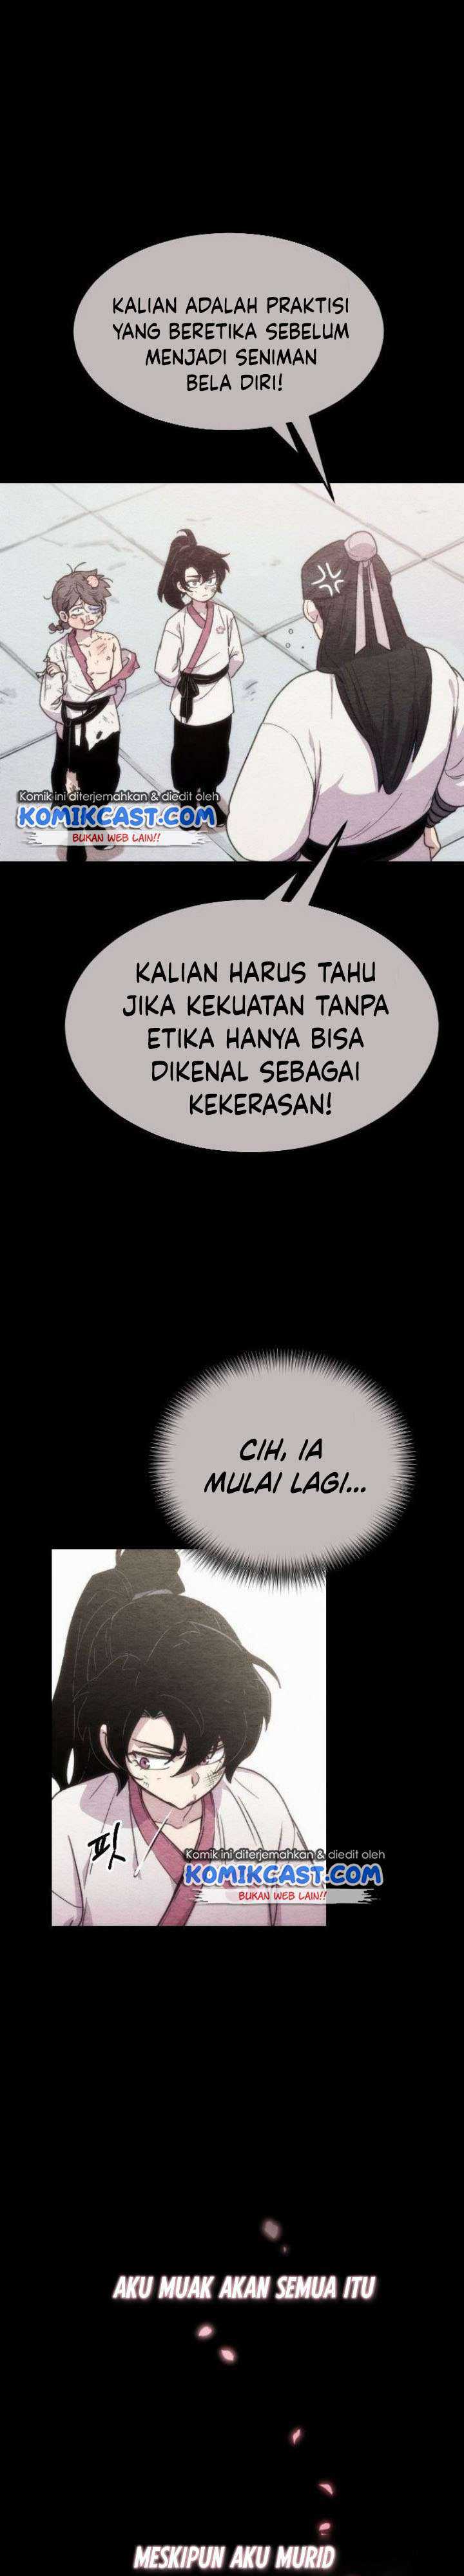 KALIAN ADALAH PRAKTISI
YANG BERETIKA SEBELUM
MENJADI SENIMAN
BELA DIRI!
Komik ini diterjemahkan & diedit oleh
KOMIKCAST.COM
BUKAN WEB LAIN!!
KALIAN HARUS TAHU
JIKA KEKUATAN TANPA
ETIKA HANYA BISA
DIKENAL SEBAGAI
KEKERASAN!
CIH, IA
MULAI LAGI...
핏
Komik ini diterjemahkan & diedit oleh
KOMIKCAST.COM
BUKAN WEB LAIN!!
AKU MUAK AKAN SEMUA ITU
MESKIPUN AKU MURID